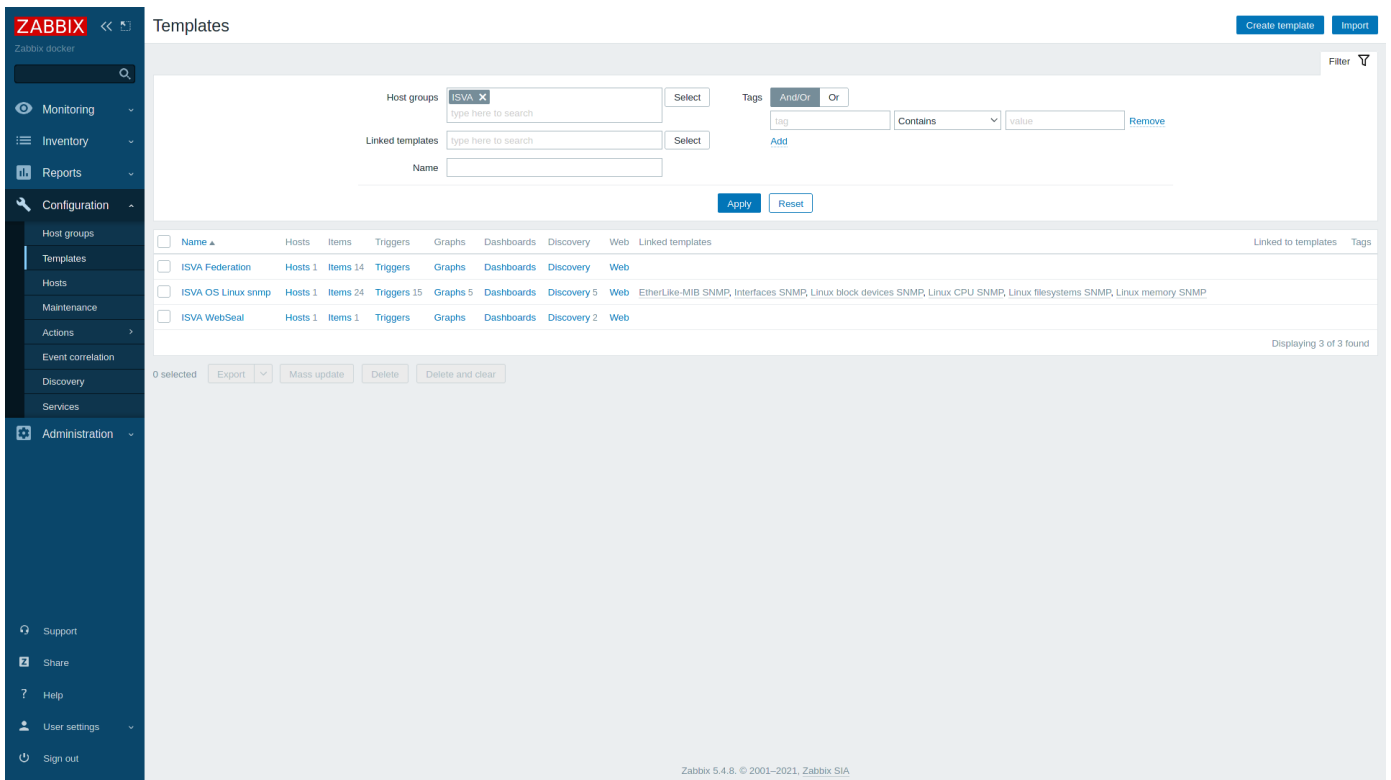 ZABBIX
Zabbix docker
Monitoring
Inventory
Reports
Configuration
Host groups
Templates
Hosts
Maintenance
Actions
Event correlation
Discovery
Services
Administration
Support
Share
Help
User settings
Sign out
Templates
Create template Import
Filter
Host groups ISVA Select Tags And/Or Or
type here to search
tag Contains value Remove
Linked templates type here to search Select Add
Name
Apply Reset
Name Hosts Items Triggers Graphs Dashboards Discovery Web Linked templates Linked to templates Tags
ISVA Federation Hosts 1 Items 14 Triggers Graphs Dashboards Discovery Web
ISVA OS Linux snmp Hosts 1 Items 24 Triggers 15 Graphs 5 Dashboards Discovery 5 Web EtherLike-MIB SNMP, Interfaces SNMP, Linux block devices SNMP, Linux CPU SNMP, Linux filesystems SNMP, Linux memory SNMP
ISVA WebSeal Hosts 1 Items 1 Triggers Graphs Dashboards Discovery 2 Web
Displaying 3 of 3 found
0 selected Export Mass update Delete Delete and clear
Zabbix 5.4.8. © 2001–2021, Zabbix SIA